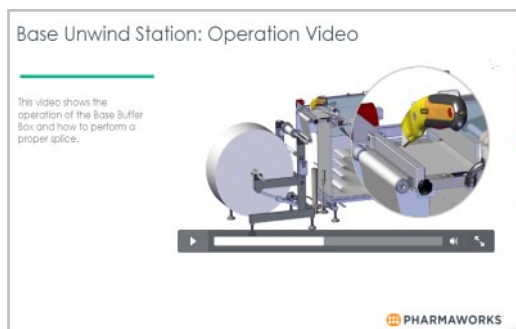 Base Unwind Station: Operation Video
This video shows the
operation of the Base Buffer
Box and how to perform a
proper splice.
PHARMAWORKS